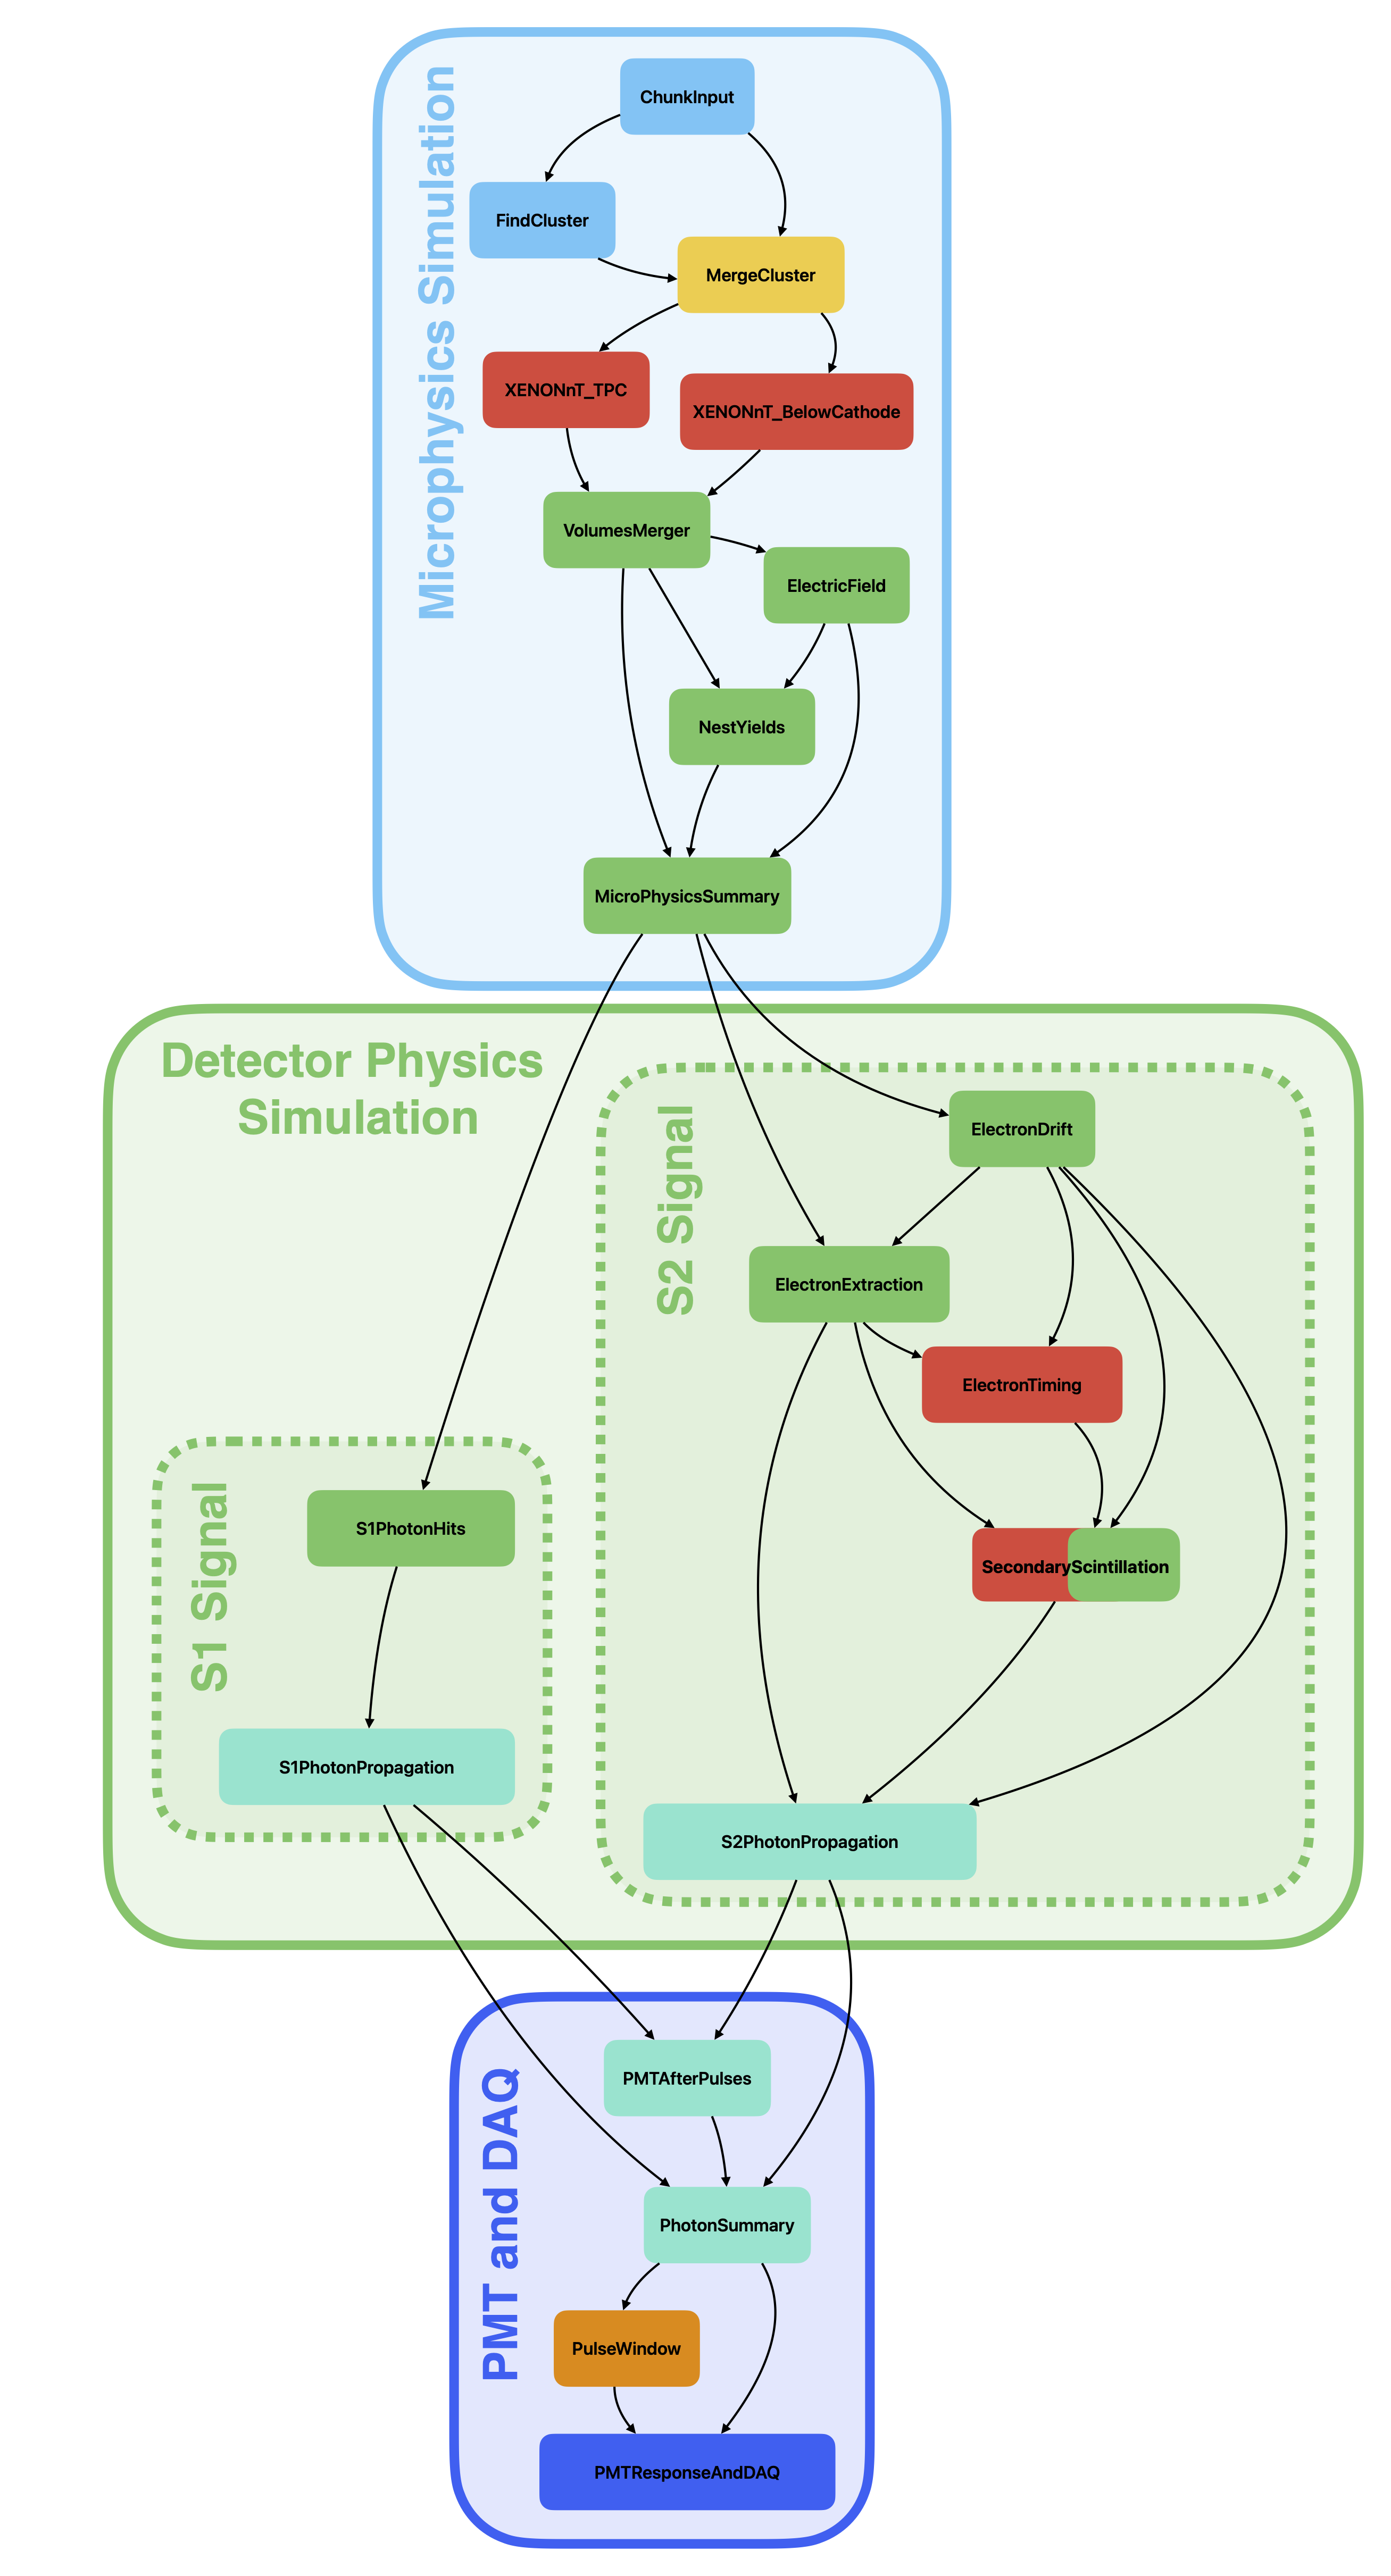 Microphysics Simulation
ChunkInput
FindCluster
MergeCluster
XENONnT_TPC
XENONnT_BelowCathode
VolumesMerger
ElectricField
NestYields
MicroPhysicsSummary
Detector Physics
Simulation
S2 Signal
ElectronDrift
ElectronExtraction
ElectronTiming
SecondaryScintillation
S1 Signal
S1PhotonHits
S1PhotonPropagation
S2PhotonPropagation
PMT and DAQ
PMTAfterPulses
PhotonSummary
PulseWindow
PMTResponseAndDAQ